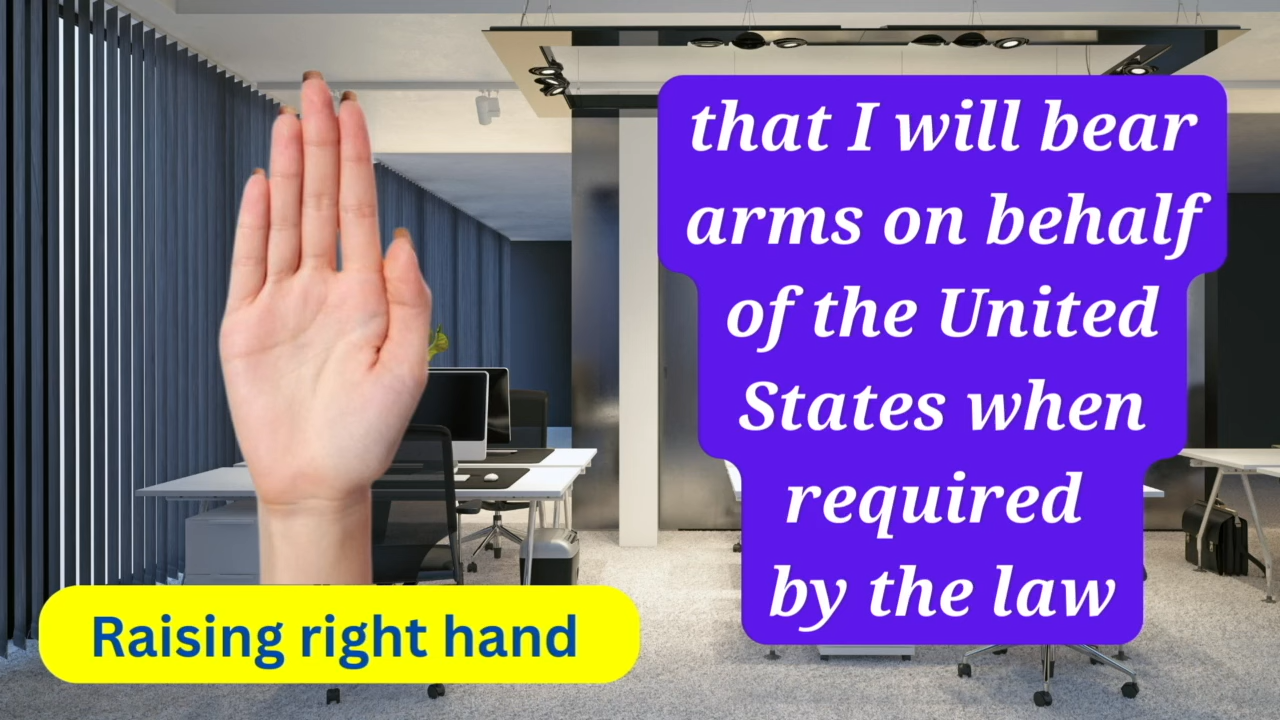 that I will bear
arms on behalf
of the United
States when
required
by the law
Raising right hand